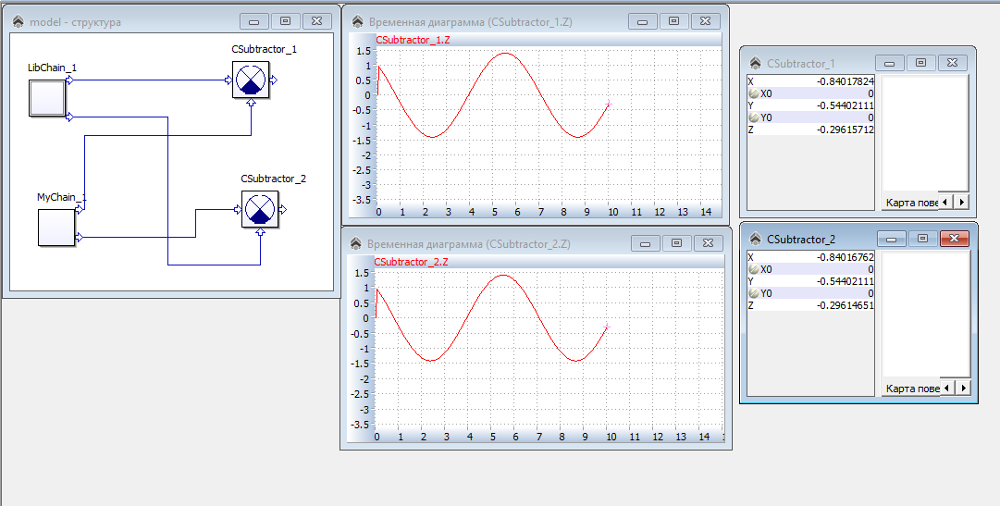 model - структура
CSubtractor_1
LibChain_1
CSubtractor_2
MyChain_1
Временная диаграмма (CSubtractor_1.Z)
CSubtractor_1.Z
1.5
1
0.5
0
-0.5
-1
-1.5
-2
-2.5
-3
-3.5
0 1 2 3 4 5 6 7 8 9 10 11 12 13 14
Временная диаграмма (CSubtractor_2.Z)
CSubtractor_2.Z
1.5
1
0.5
0
-0.5
-1
-1.5
-2
-2.5
-3
-3.5
0 1 2 3 4 5 6 7 8 9 10 11 12 13 14
CSubtractor_1
X -0.84017824
X0 0
Y -0.54402111
Y0 0
Z -0.29615712
Карта пове
CSubtractor_2
X -0.84016762
X0 0
Y -0.54402111
Y0 0
Z -0.29614651
Карта пове